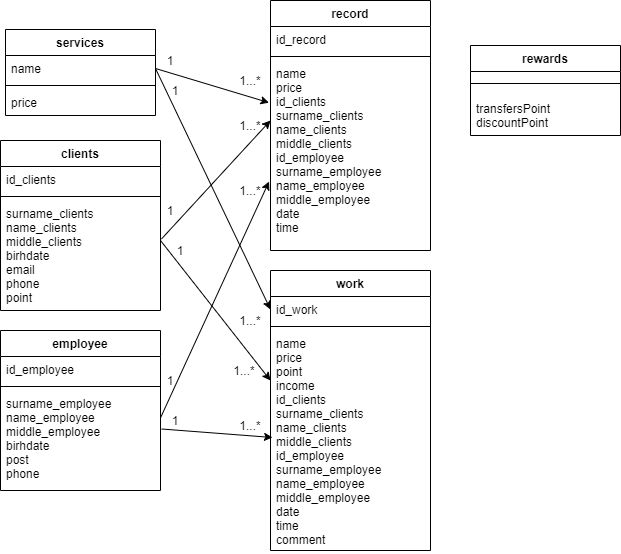 services
name
price
clients
id_clients
surname_clients
name_clients
middle_clients
birhdate
email
phone
point
employee
id_employee
surname_employee
name_employee
middle_employee
birhdate
post
phone
1
1
1
1
1
1
1...*
1...*
1...*
1...*
1...*
1...*
record
id_record
name
price
id_clients
surname_clients
name_clients
middle_clients
id_employee
surname_employee
name_employee
middle_employee
date
time
work
id_work
name
price
point
income
id_clients
surname_clients
name_clients
middle_clients
id_employee
surname_employee
name_employee
middle_employee
date
time
comment
rewards
transfersPoint
discountPoint